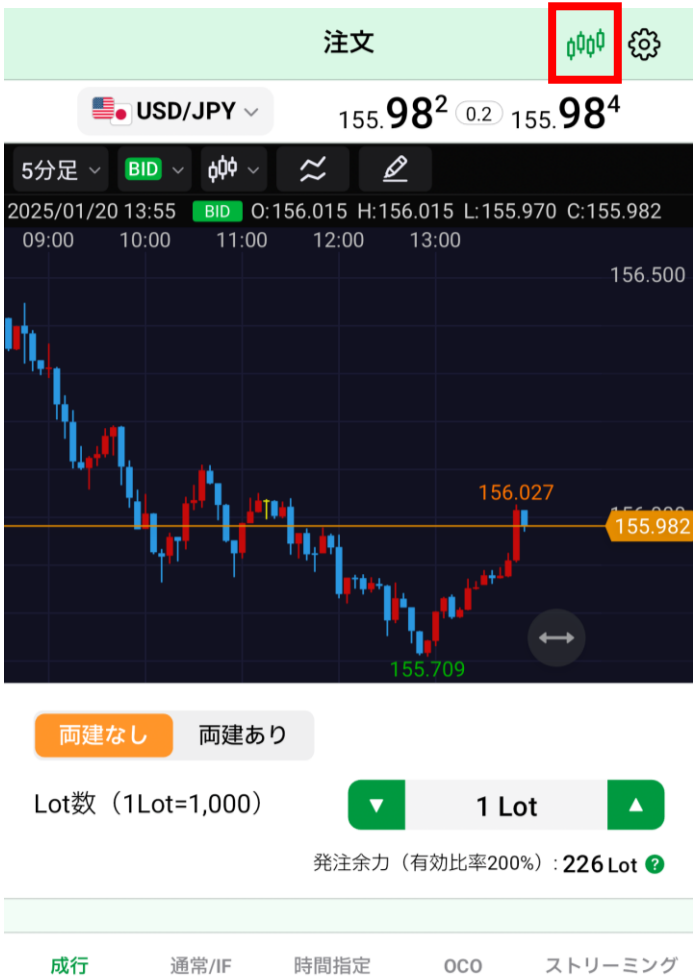 注文
USD/JPY 155.982 0.2 155.984
5分足 BID
2025/01/20 13:55 BID O:156.015 H:156.015 L:155.970 C:155.982
09:00 10:00 11:00 12:00 13:00
156.500
156.027
155.982
155.709
両建なし 両建あり
Lot数（1Lot=1,000） ▼ 1 Lot ▲
発注余力（有効比率200%）: 226 Lot ?
成行 通常/IF 時間指定 OCO ストリーミング